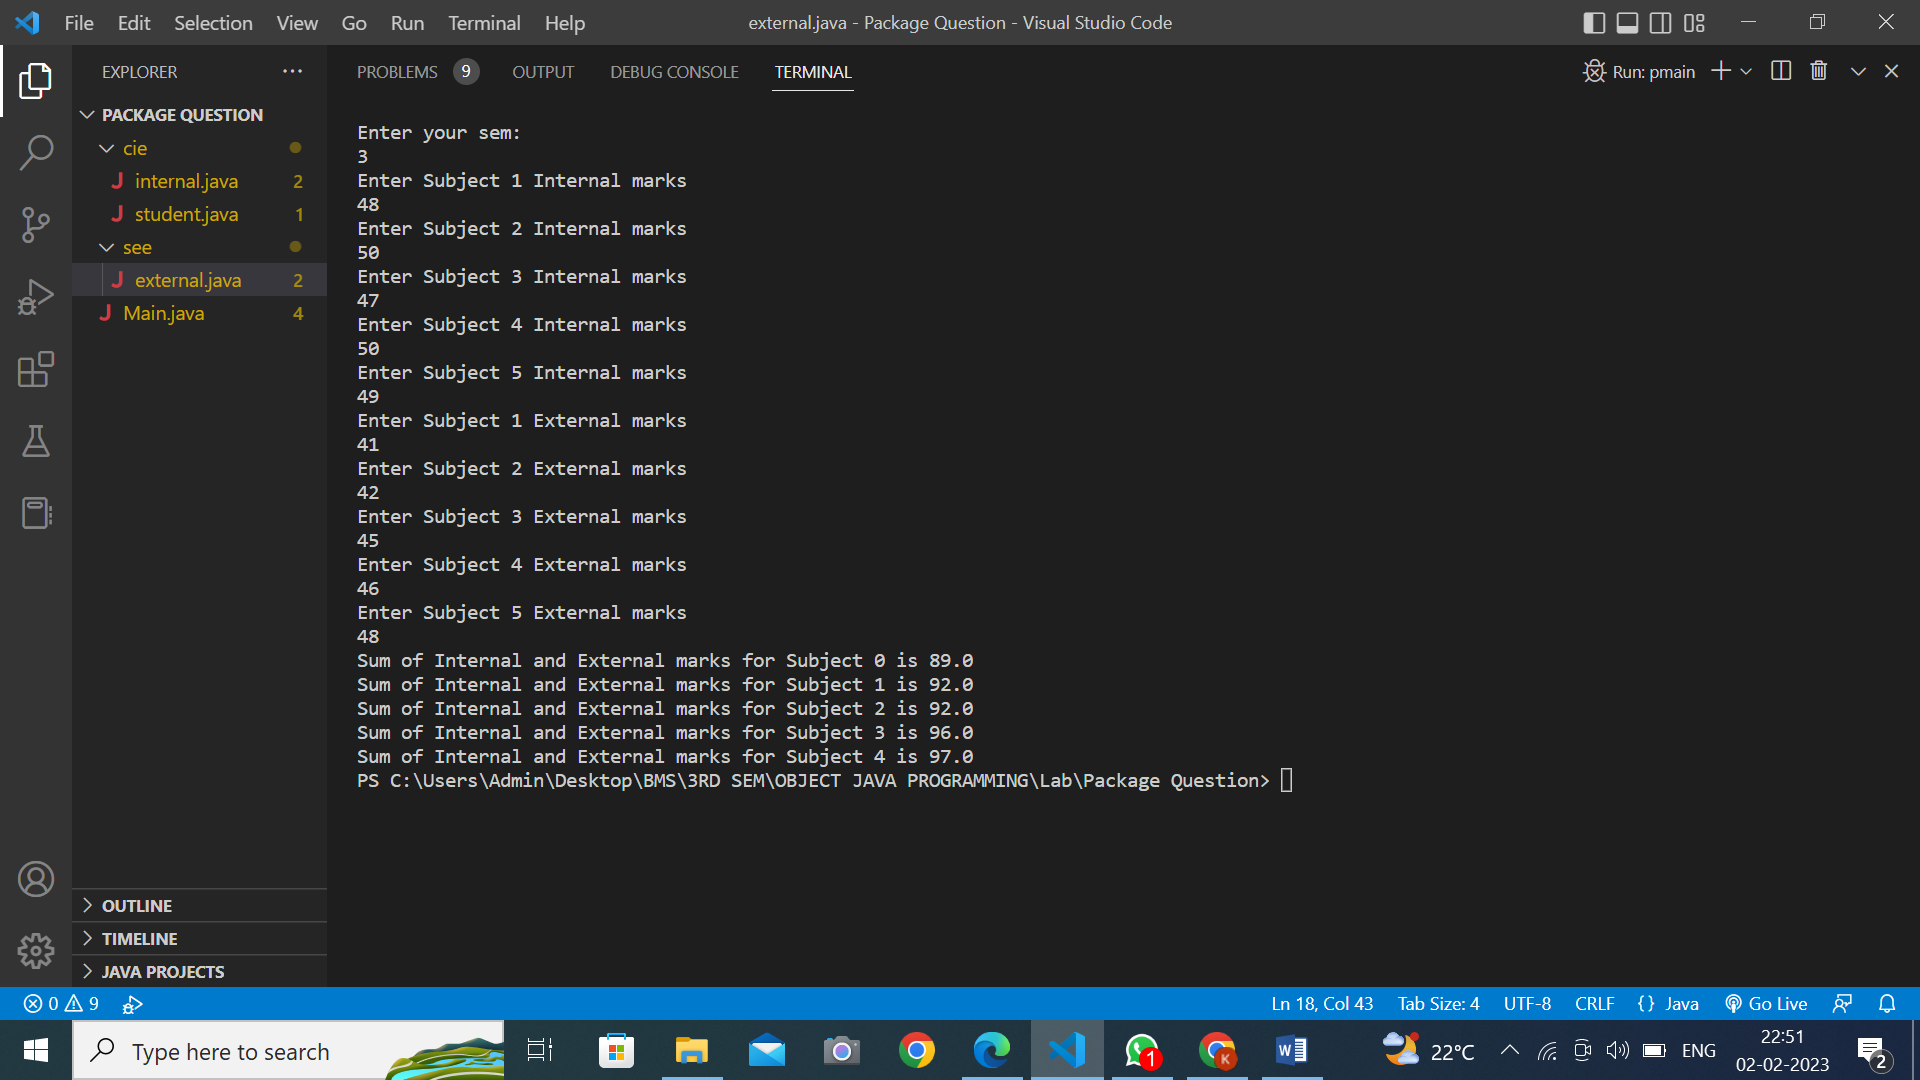 File Edit Selection View Go Run Terminal Help
external.java - Package Question - Visual Studio Code
EXPLORER
PACKAGE QUESTION
cie
internal.java 2
student.java 1
see
external.java 2
Main.java 4
OUTLINE
TIMELINE
JAVA PROJECTS
PROBLEMS 9 OUTPUT DEBUG CONSOLE TERMINAL
Run: pmain
Enter your sem:
3
Enter Subject 1 Internal marks
48
Enter Subject 2 Internal marks
50
Enter Subject 3 Internal marks
47
Enter Subject 4 Internal marks
50
Enter Subject 5 Internal marks
49
Enter Subject 1 External marks
41
Enter Subject 2 External marks
42
Enter Subject 3 External marks
45
Enter Subject 4 External marks
46
Enter Subject 5 External marks
48
Sum of Internal and External marks for Subject 0 is 89.0
Sum of Internal and External marks for Subject 1 is 92.0
Sum of Internal and External marks for Subject 2 is 92.0
Sum of Internal and External marks for Subject 3 is 96.0
Sum of Internal and External marks for Subject 4 is 97.0
PS C:\Users\Admin\Desktop\BMS\3RD SEM\OBJECT JAVA PROGRAMMING\Lab\Package Question>
0 9
Ln 18, Col 43 Tab Size: 4 UTF-8 CRLF {} Java Go Live
Type here to search
1
K
W
22°C
ENG
22:51
02-02-2023
2